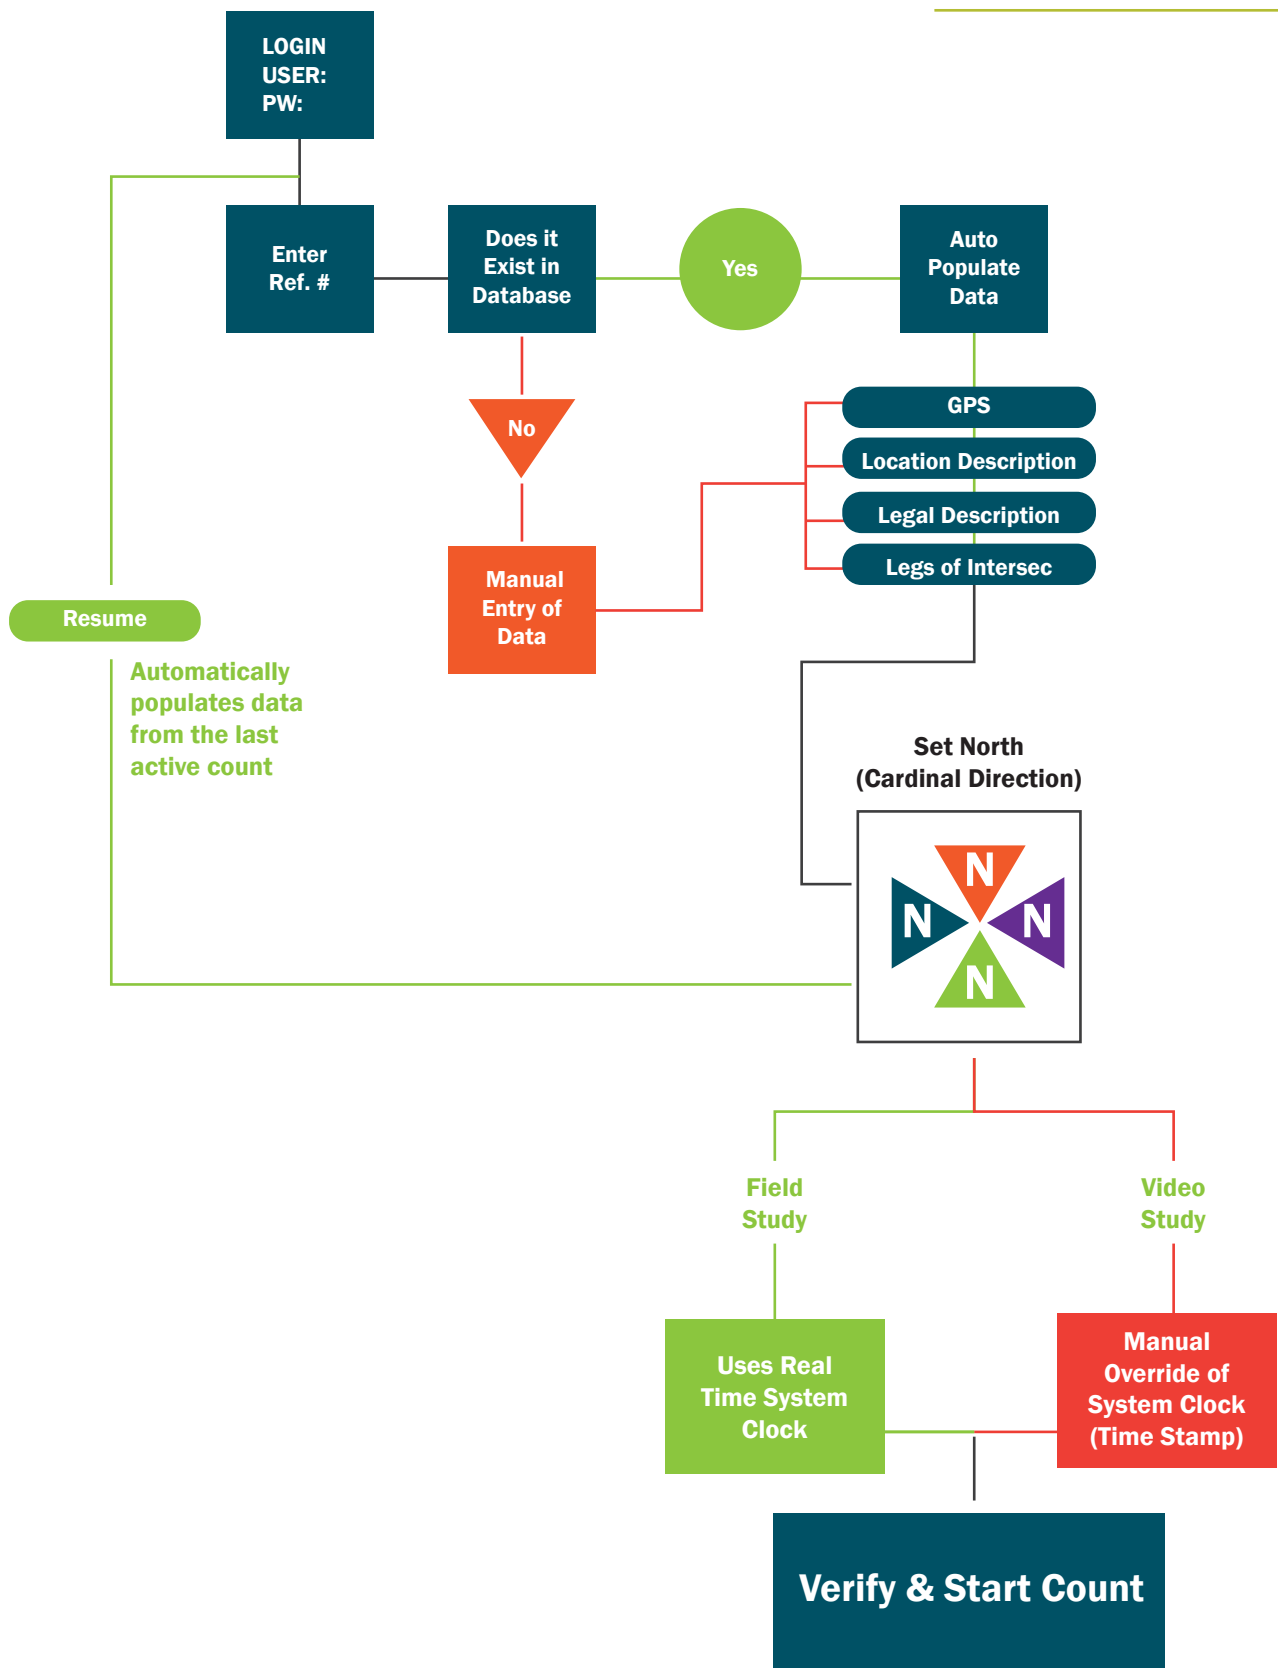 LOGIN
USER:
PW:
Enter
Ref. #
Does it
Exist in
Database
Yes
Auto
Populate
Data
No
GPS
Location Description
Legal Description
Legs of Intersec
Manual
Entry of
Data
Resume
Automatically
populates data
from the last
active count
Set North
(Cardinal Direction)
N
N
N
N
Field
Study
Video
Study
Uses Real
Time System
Clock
Manual
Override of
System Clock
(Time Stamp)
Verify & Start Count